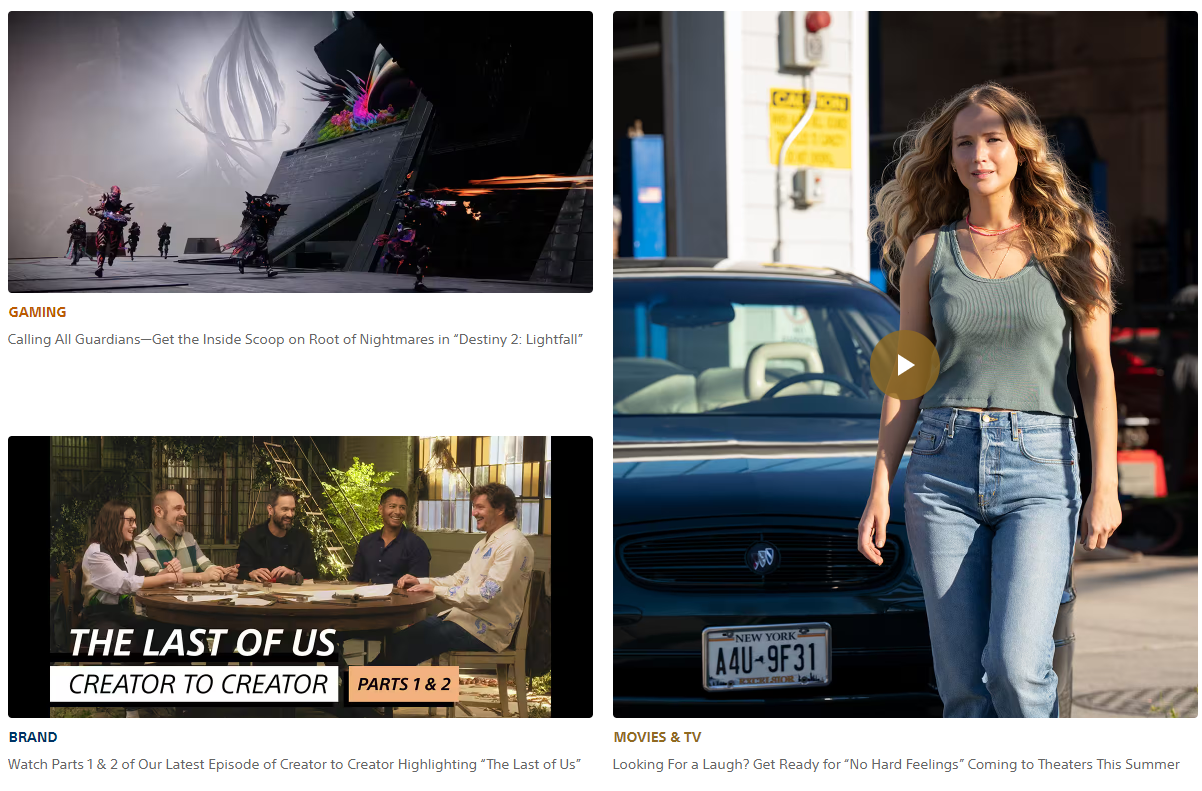 GAMING
Calling All Guardians—Get the Inside Scoop on Root of Nightmares in “Destiny 2: Lightfall”
THE LAST OF US
CREATOR TO CREATOR
PARTS 1 & 2
BRAND
Watch Parts 1 & 2 of Our Latest Episode of Creator to Creator Highlighting “The Last of Us”
CAUTION
NEW YORK
A4U 9F31
EXCELSIOR
MOVIES & TV
Looking For a Laugh? Get Ready for “No Hard Feelings” Coming to Theaters This Summer